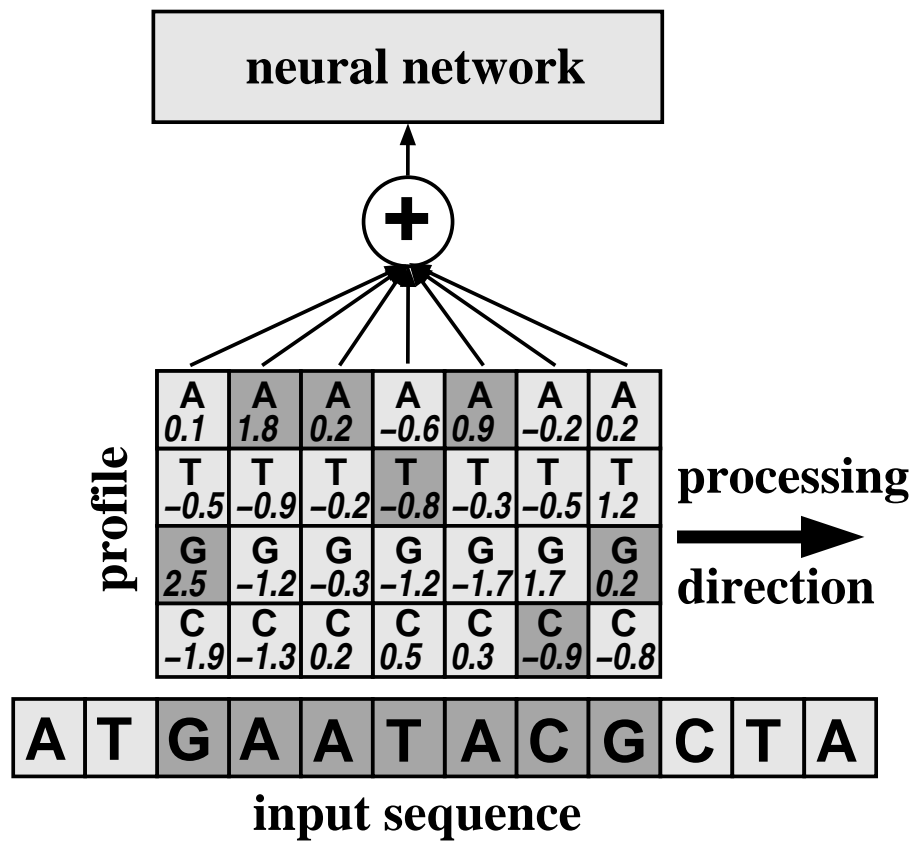 neural network
+
A A A A A A A
0.1 1.8 0.2 −0.6 0.9 −0.2 0.2
T T T T T T T
−0.5 −0.9 −0.2 −0.8 −0.3 −0.5 1.2
G G G G G G G
2.5 −1.2 −0.3 −1.2 −1.7 1.7 0.2
C C C C C C C
−1.9 −1.3 0.2 0.5 0.3 −0.9 −0.8
profile
processing
direction
A T G A A T A C G C T A
input sequence